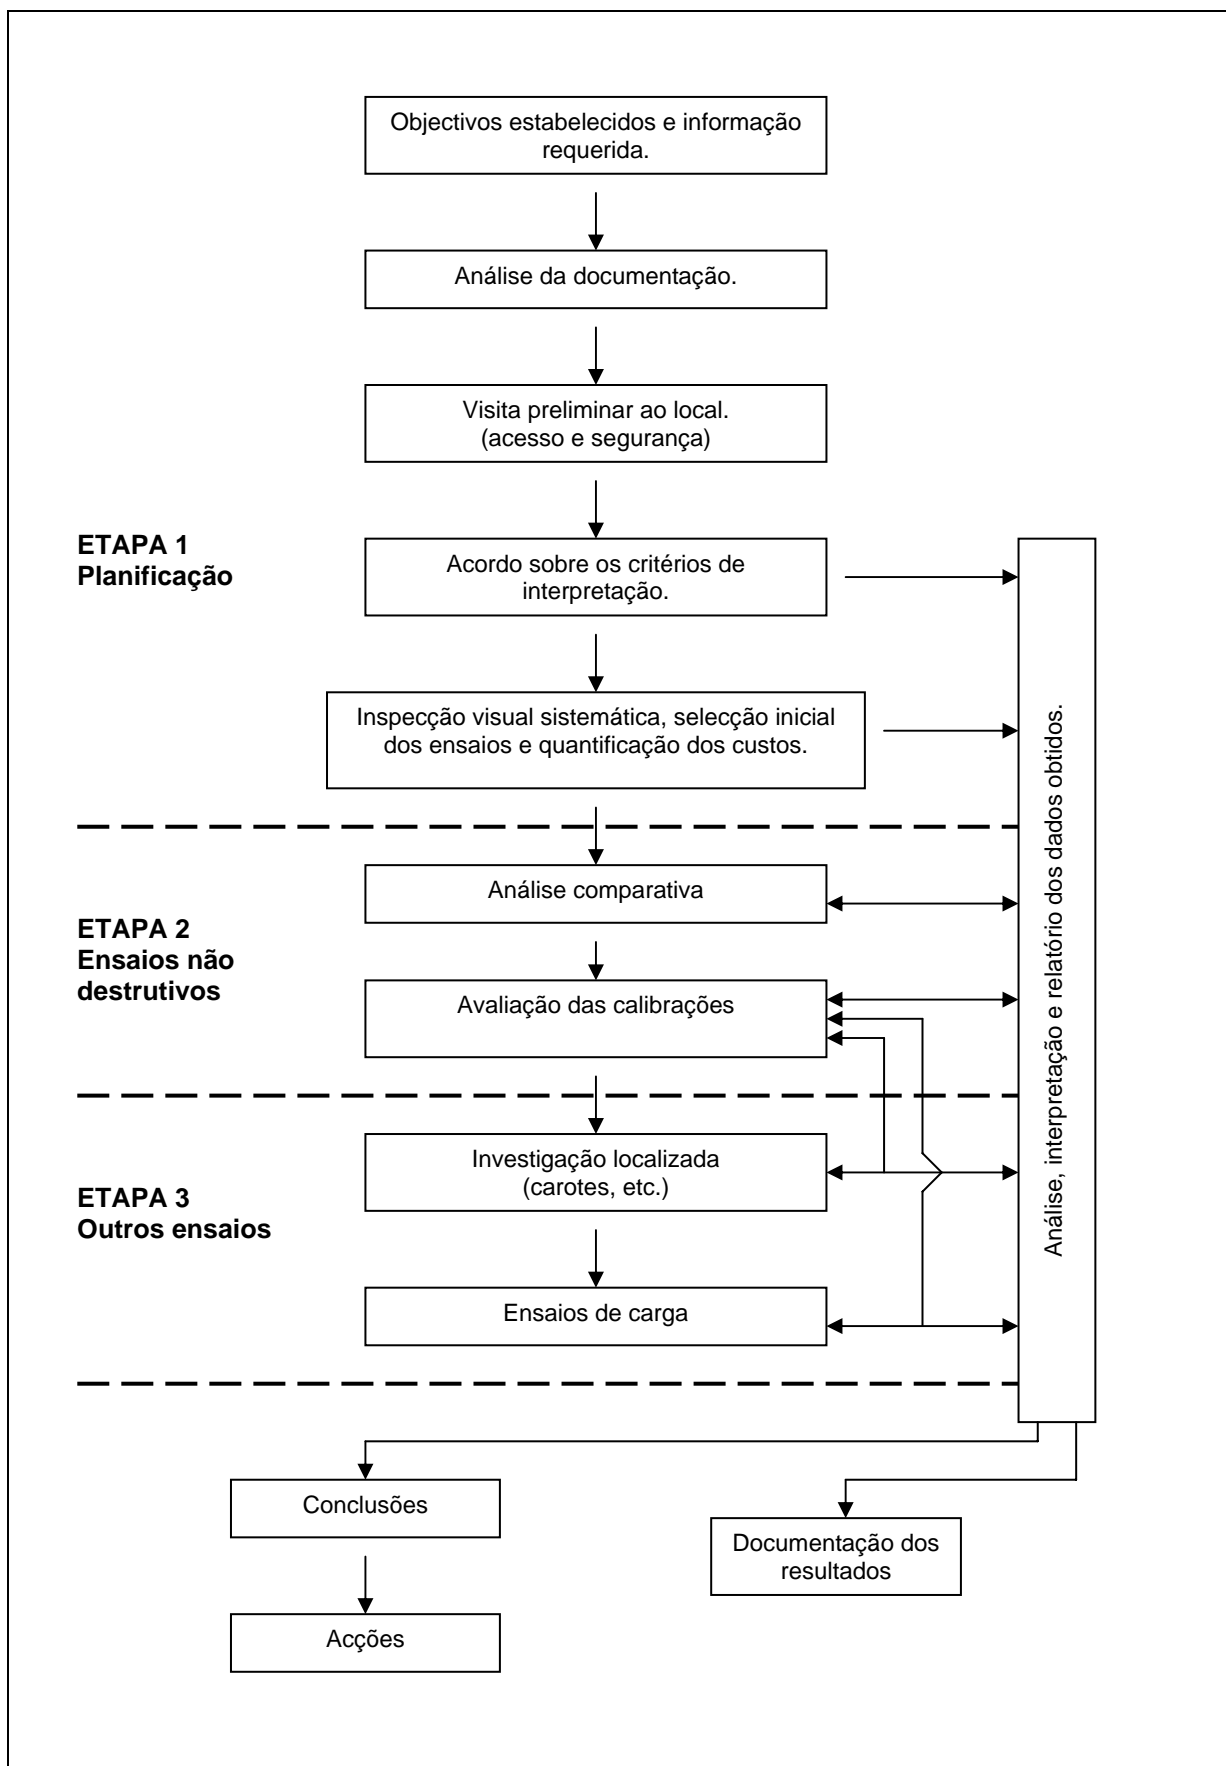 Objectivos estabelecidos e informação
requerida.
Análise da documentação.
Visita preliminar ao local.
(acesso e segurança)
ETAPA 1
Planificação
Acordo sobre os critérios de
interpretação.
Inspecção visual sistemática, selecção inicial
dos ensaios e quantificação dos custos.
Análise, interpretação e relatório dos dados obtidos.
ETAPA 2
Ensaios não
destrutivos
Análise comparativa
Avaliação das calibrações
ETAPA 3
Outros ensaios
Investigação localizada
(carotes, etc.)
Ensaios de carga
Conclusões
Documentação dos
resultados
Acções